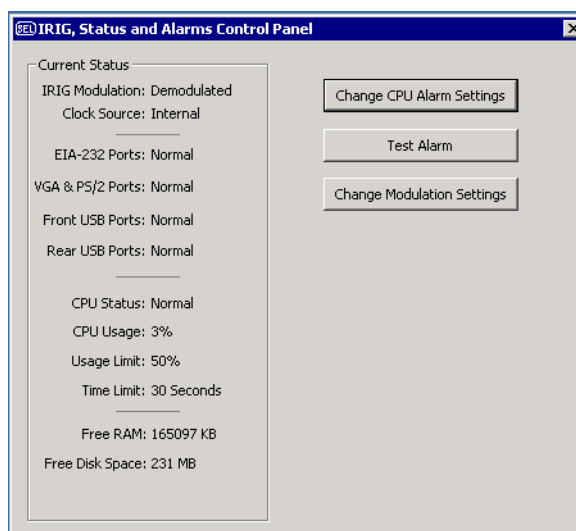 SEL IRIG, Status and Alarms Control Panel
Current Status
IRIG Modulation: Demodulated
Clock Source: Internal
EIA-232 Ports: Normal
VGA & PS/2 Ports: Normal
Front USB Ports: Normal
Rear USB Ports: Normal
CPU Status: Normal
CPU Usage: 3%
Usage Limit: 50%
Time Limit: 30 Seconds
Free RAM: 165097 KB
Free Disk Space: 231 MB
Change CPU Alarm Settings
Test Alarm
Change Modulation Settings